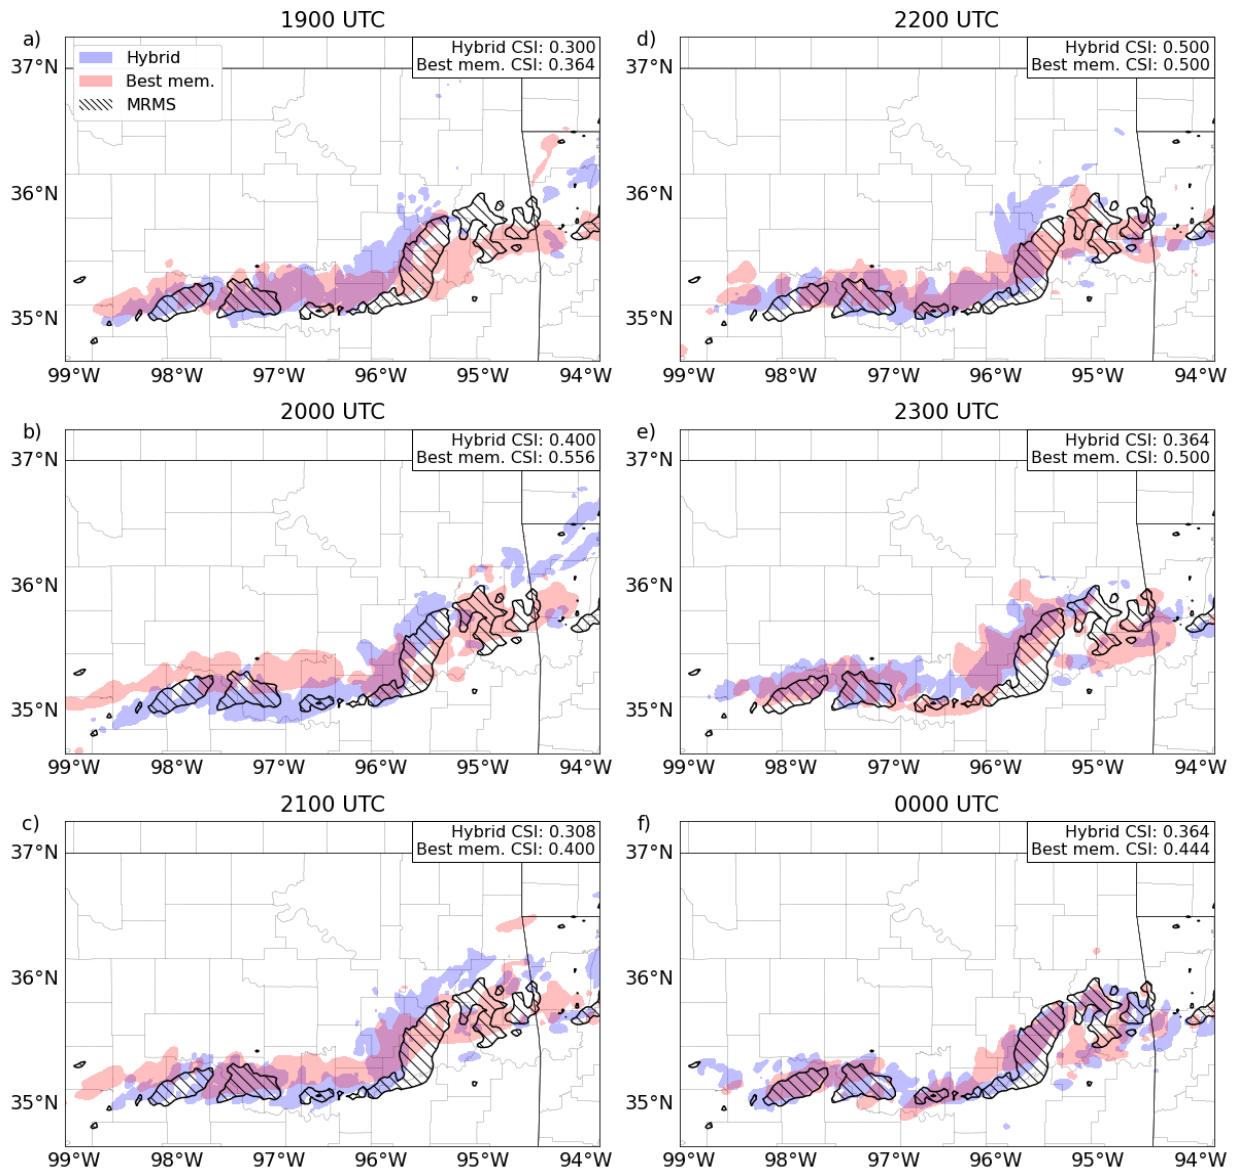 1900 UTC
a)
Hybrid CSI: 0.300
Best mem. CSI: 0.364
Hybrid
Best mem.
MRMS
37°N
36°N
35°N
99°W 98°W 97°W 96°W 95°W 94°W
2200 UTC
d)
Hybrid CSI: 0.500
Best mem. CSI: 0.500
37°N
36°N
35°N
99°W 98°W 97°W 96°W 95°W 94°W
2000 UTC
b)
Hybrid CSI: 0.400
Best mem. CSI: 0.556
37°N
36°N
35°N
99°W 98°W 97°W 96°W 95°W 94°W
2300 UTC
e)
Hybrid CSI: 0.364
Best mem. CSI: 0.500
37°N
36°N
35°N
99°W 98°W 97°W 96°W 95°W 94°W
2100 UTC
c)
Hybrid CSI: 0.308
Best mem. CSI: 0.400
37°N
36°N
35°N
99°W 98°W 97°W 96°W 95°W 94°W
0000 UTC
f)
Hybrid CSI: 0.364
Best mem. CSI: 0.444
37°N
36°N
35°N
99°W 98°W 97°W 96°W 95°W 94°W